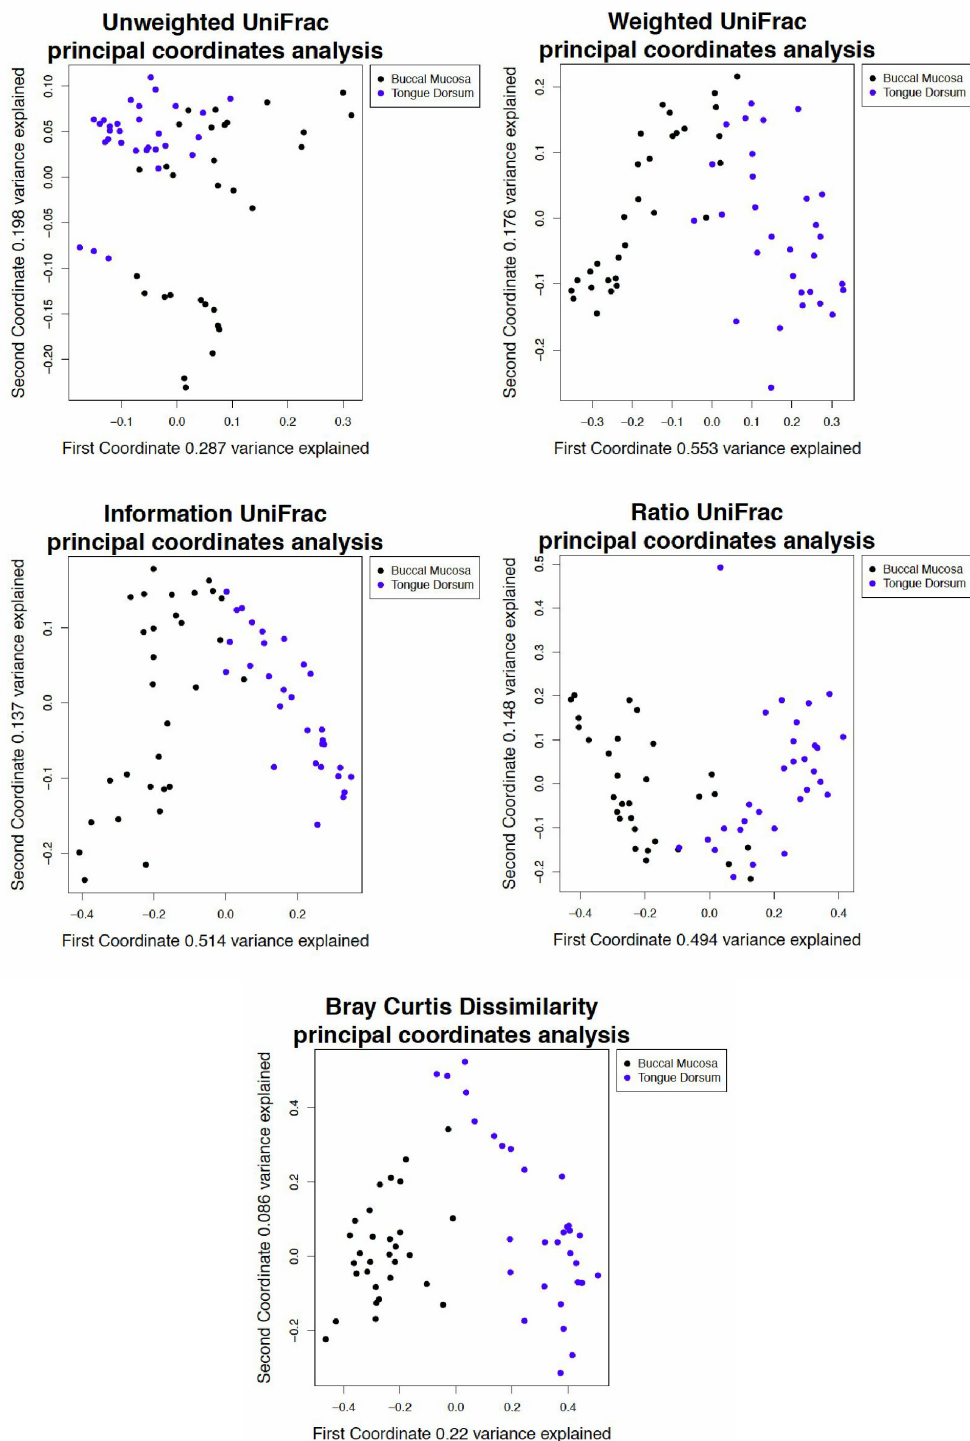 Unweighted UniFrac
principal coordinates analysis
Buccal Mucosa
Tongue Dorsum
Second Coordinate 0.198 variance explained
0.10
0.05
0.00
−0.05
−0.10
−0.15
−0.20
−0.1 0.0 0.1 0.2 0.3
First Coordinate 0.287 variance explained
Weighted UniFrac
principal coordinates analysis
Buccal Mucosa
Tongue Dorsum
Second Coordinate 0.176 variance explained
0.2
0.1
0.0
−0.1
−0.2
−0.3 −0.2 −0.1 0.0 0.1 0.2 0.3
First Coordinate 0.553 variance explained
Information UniFrac
principal coordinates analysis
Buccal Mucosa
Tongue Dorsum
Second Coordinate 0.137 variance explained
0.1
0.0
−0.1
−0.2
−0.4 −0.2 0.0 0.2
First Coordinate 0.514 variance explained
Ratio UniFrac
principal coordinates analysis
Buccal Mucosa
Tongue Dorsum
Second Coordinate 0.148 variance explained
0.5
0.4
0.3
0.2
0.1
0.0
−0.1
−0.2
−0.4 −0.2 0.0 0.2 0.4
First Coordinate 0.494 variance explained
Bray Curtis Dissimilarity
principal coordinates analysis
Buccal Mucosa
Tongue Dorsum
Second Coordinate 0.086 variance explained
0.4
0.2
0.0
−0.2
−0.4 −0.2 0.0 0.2 0.4
First Coordinate 0.22 variance explained